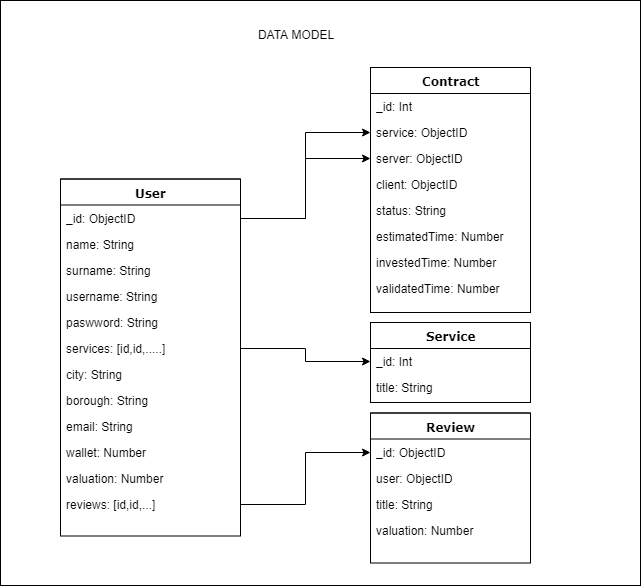 DATA MODEL
User
_id: ObjectID
name: String
surname: String
username: String
paswword: String
services: [id,id,.....]
city: String
borough: String
email: String
wallet: Number
valuation: Number
reviews: [id,id,...]
Contract
_id: Int
service: ObjectID
server: ObjectID
client: ObjectID
status: String
estimatedTime: Number
investedTime: Number
validatedTime: Number
Service
_id: Int
title: String
Review
_id: ObjectID
user: ObjectID
title: String
valuation: Number